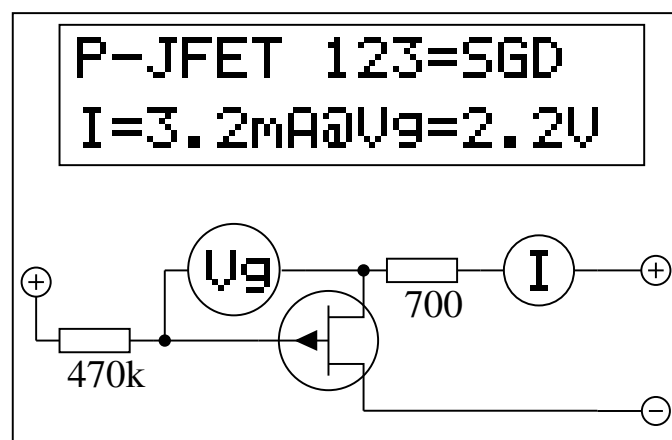 P-JFET 123=SGD
I=3.2mA@Vg=2.2V
+
Vg
I
+
700
470k
−